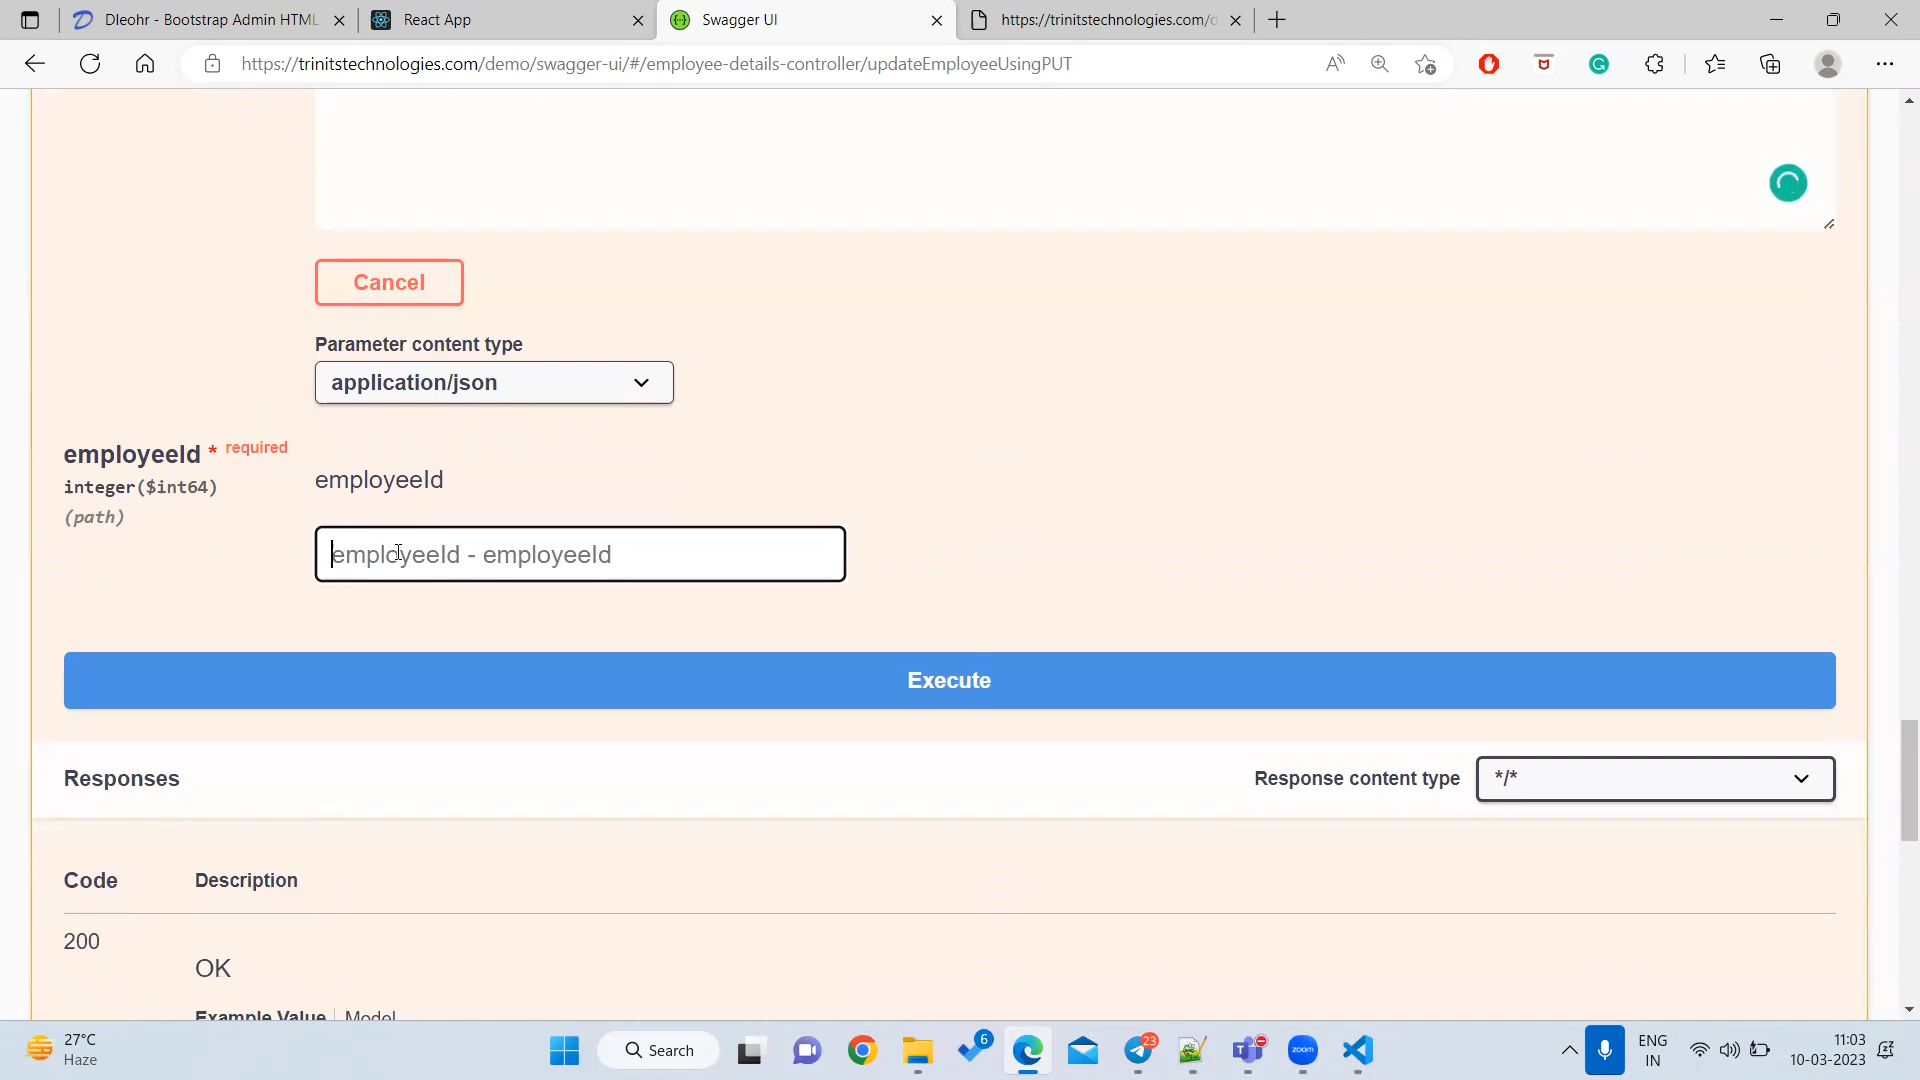 Dleohr - Bootstrap Admin HTML
React App
Swagger UI
https://trinitstechnologies.com/d
https://trinitstechnologies.com/demo/swagger-ui/#/employee-details-controller/updateEmployeeUsingPUT
Cancel
Parameter content type
application/json
employeeId * required
integer($int64)
(path)
employeeId
employeeId - employeeId
Execute
Responses
Response content type
*/*
Code
Description
200
OK
Example Value
Model
27°C
Haze
Search
6
23
zoom
ENG
IN
11:03
10-03-2023